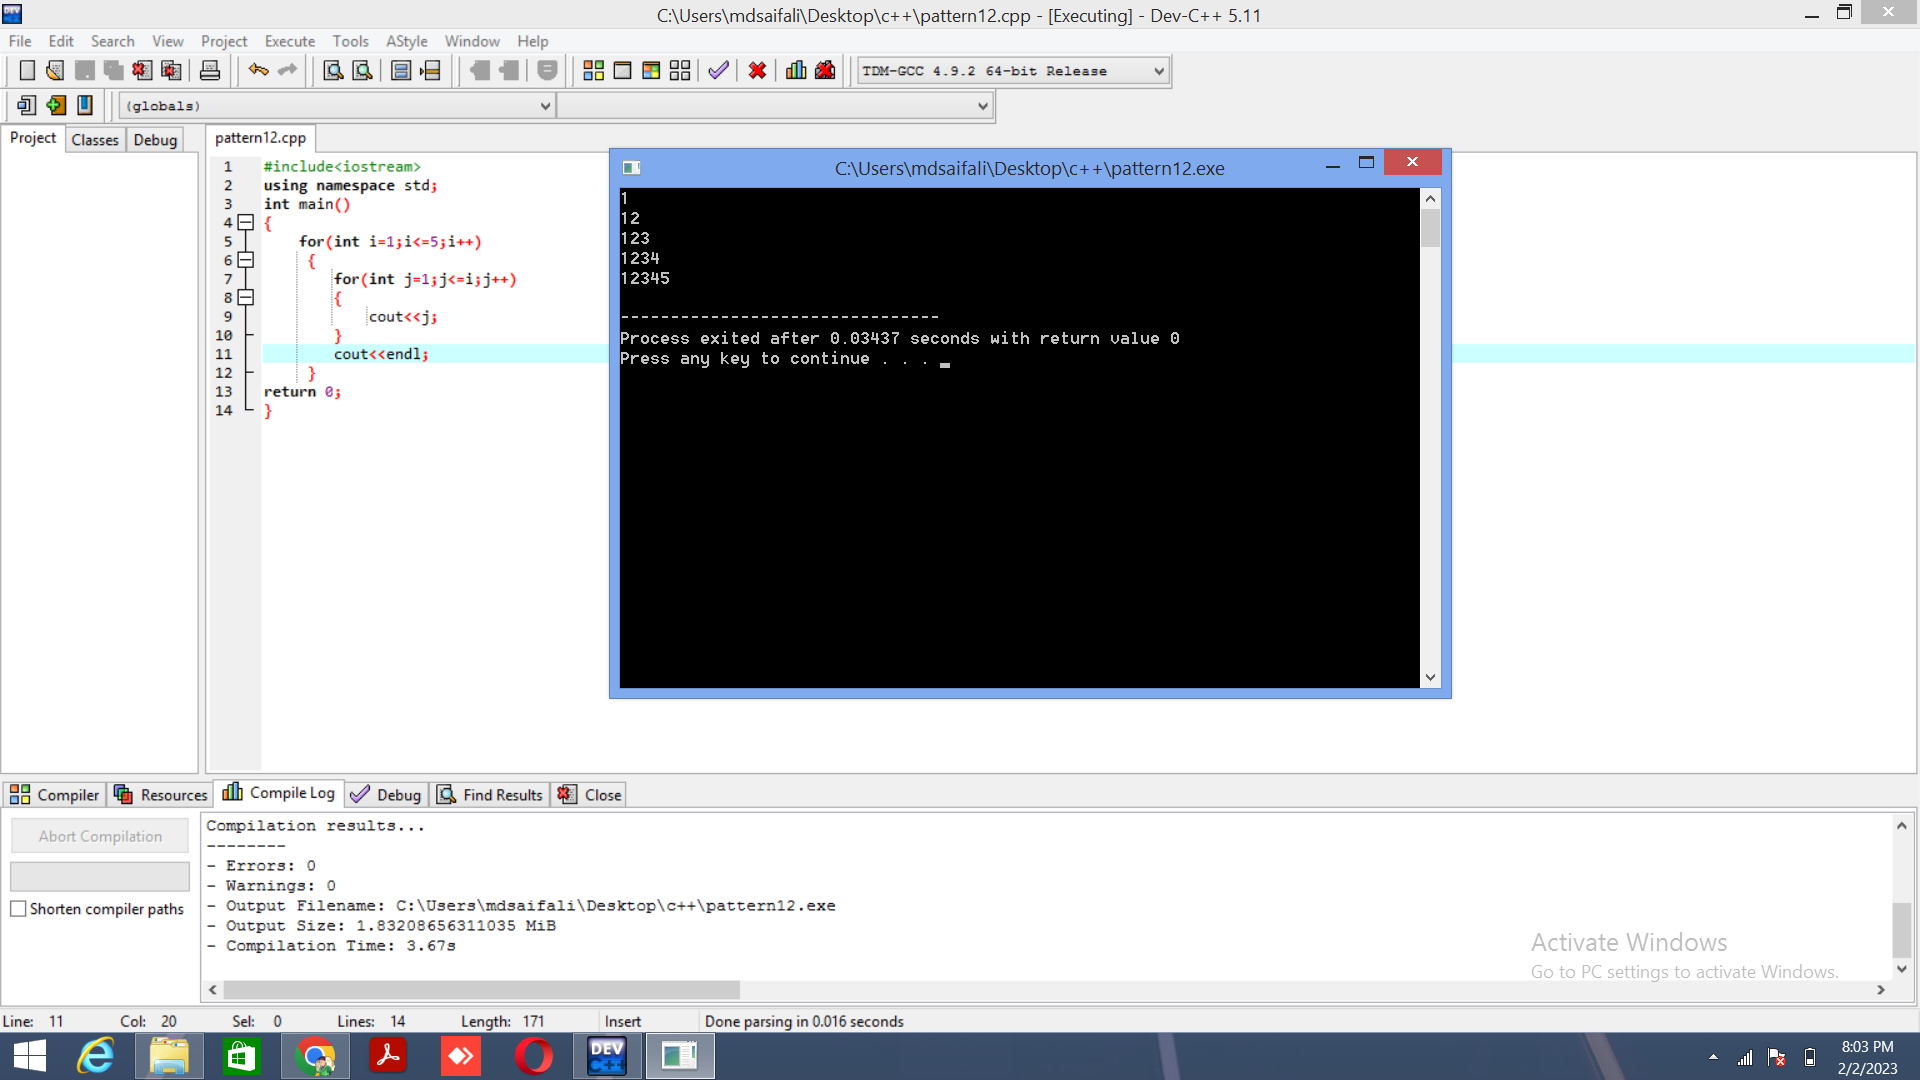 C:\Users\mdsaifali\Desktop\c++\pattern12.cpp - [Executing] - Dev-C++ 5.11
File Edit Search View Project Execute Tools AStyle Window Help
TDM-GCC 4.9.2 64-bit Release
(globals)
Project Classes Debug
pattern12.cpp
1 #include<iostream>
2 using namespace std;
3 int main()
4 {
5 for(int i=1;i<=5;i++)
6 {
7 for(int j=1;j<=i;j++)
8 {
9 cout<<j;
10 }
11 cout<<endl;
12 }
13 return 0;
14 }
C:\Users\mdsaifali\Desktop\c++\pattern12.exe
1
12
123
1234
12345
--------------------------------
Process exited after 0.03437 seconds with return value 0
Press any key to continue . . .
Compiler Resources Compile Log Debug Find Results Close
Abort Compilation
Shorten compiler paths
Compilation results...
--------
- Errors: 0
- Warnings: 0
- Output Filename: C:\Users\mdsaifali\Desktop\c++\pattern12.exe
- Output Size: 1.83208656311035 MiB
- Compilation Time: 3.67s
Activate Windows
Go to PC settings to activate Windows.
Line: 11 Col: 20 Sel: 0 Lines: 14 Length: 171 Insert Done parsing in 0.016 seconds
DEV
C++
8:03 PM
2/2/2023